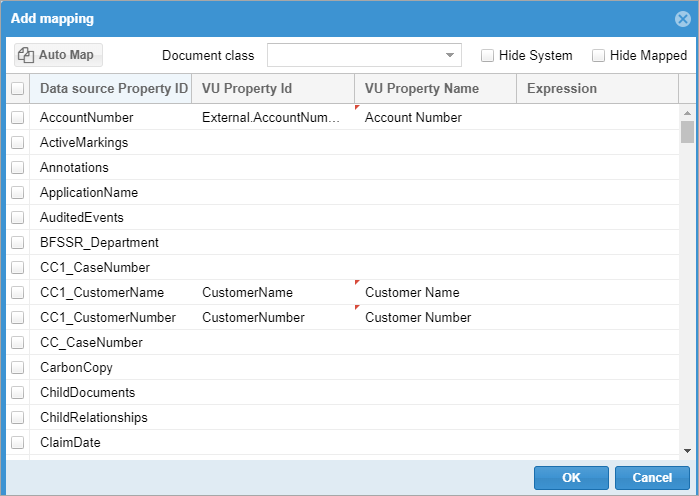 Add mapping
Auto Map Document class Hide System Hide Mapped
Data source Property ID VU Property Id VU Property Name Expression
AccountNumber External.AccountNum... Account Number
ActiveMarkings
Annotations
ApplicationName
AuditedEvents
BFSSR_Department
CC1_CaseNumber
CC1_CustomerName CustomerName Customer Name
CC1_CustomerNumber CustomerNumber Customer Number
CC_CaseNumber
CarbonCopy
ChildDocuments
ChildRelationships
ClaimDate
OK Cancel